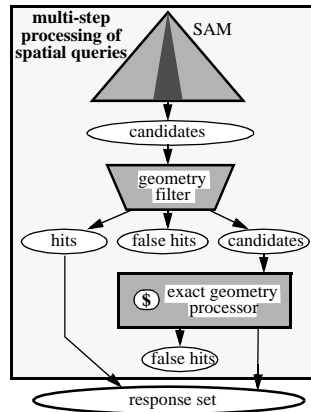 multi-step
processing of
spatial queries
SAM
candidates
geometry
filter
hits
false hits
candidates
$
exact geometry
processor
false hits
response set